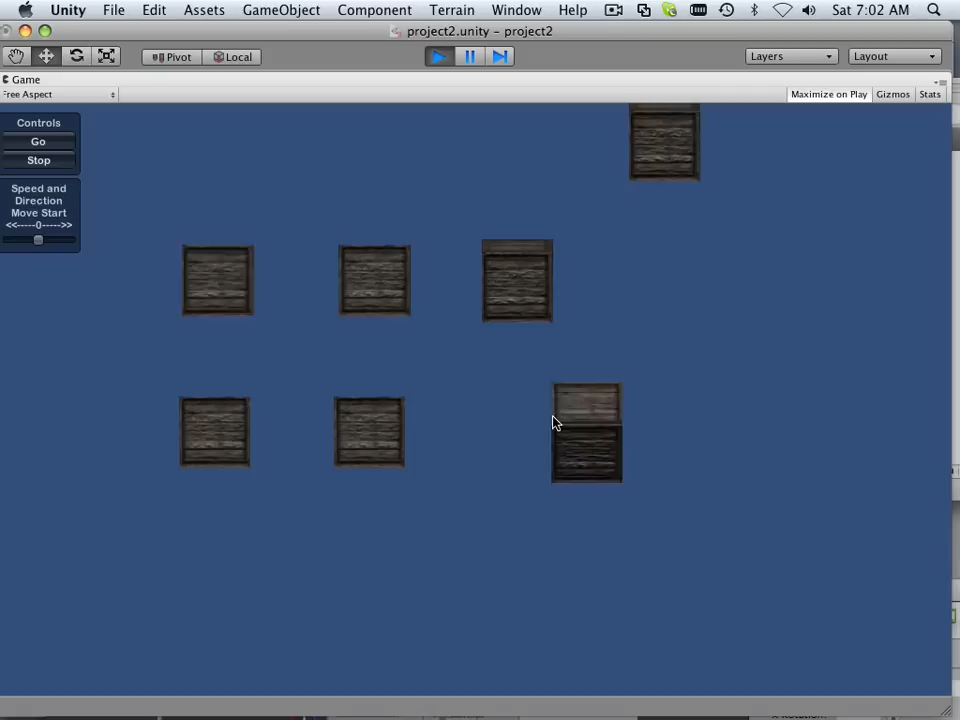 Unity File Edit Assets GameObject Component Terrain Window Help Sat 7:02 AM
project2.unity - project2
Pivot Local Layers Layout
Game
Free Aspect Maximize on Play Gizmos Stats
Controls
Go
Stop
Speed and
Direction
Move Start
<<-----0----->>